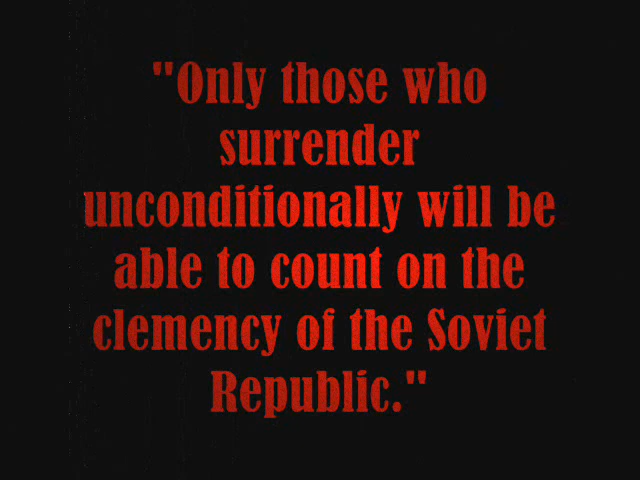 "Only those who
surrender
unconditionally will be
able to count on the
clemency of the Soviet
Republic."